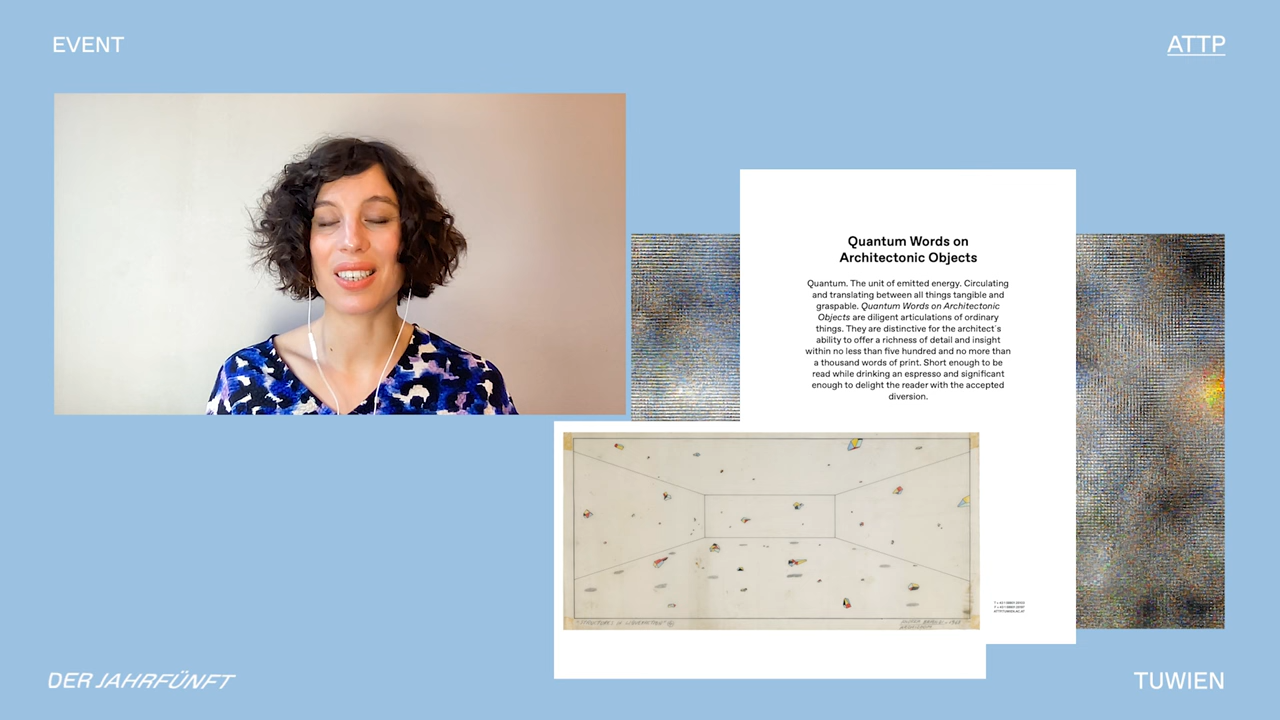 EVENT
ATTP
Quantum Words on
Architectonic Objects
Quantum. The unit of emitted energy. Circulating
and translating between all things tangible and
graspable. Quantum Words on Architectonic
Objects are diligent articulations of ordinary
things. They are distinctive for the architect`s
ability to offer a richness of detail and insight
within no less than five hundred and no more than
a thousand words of print. Short enough to be
read while drinking an espresso and significant
enough to delight the reader with the accepted
diversion.
DER JAHRFÜNFT
TUWIEN